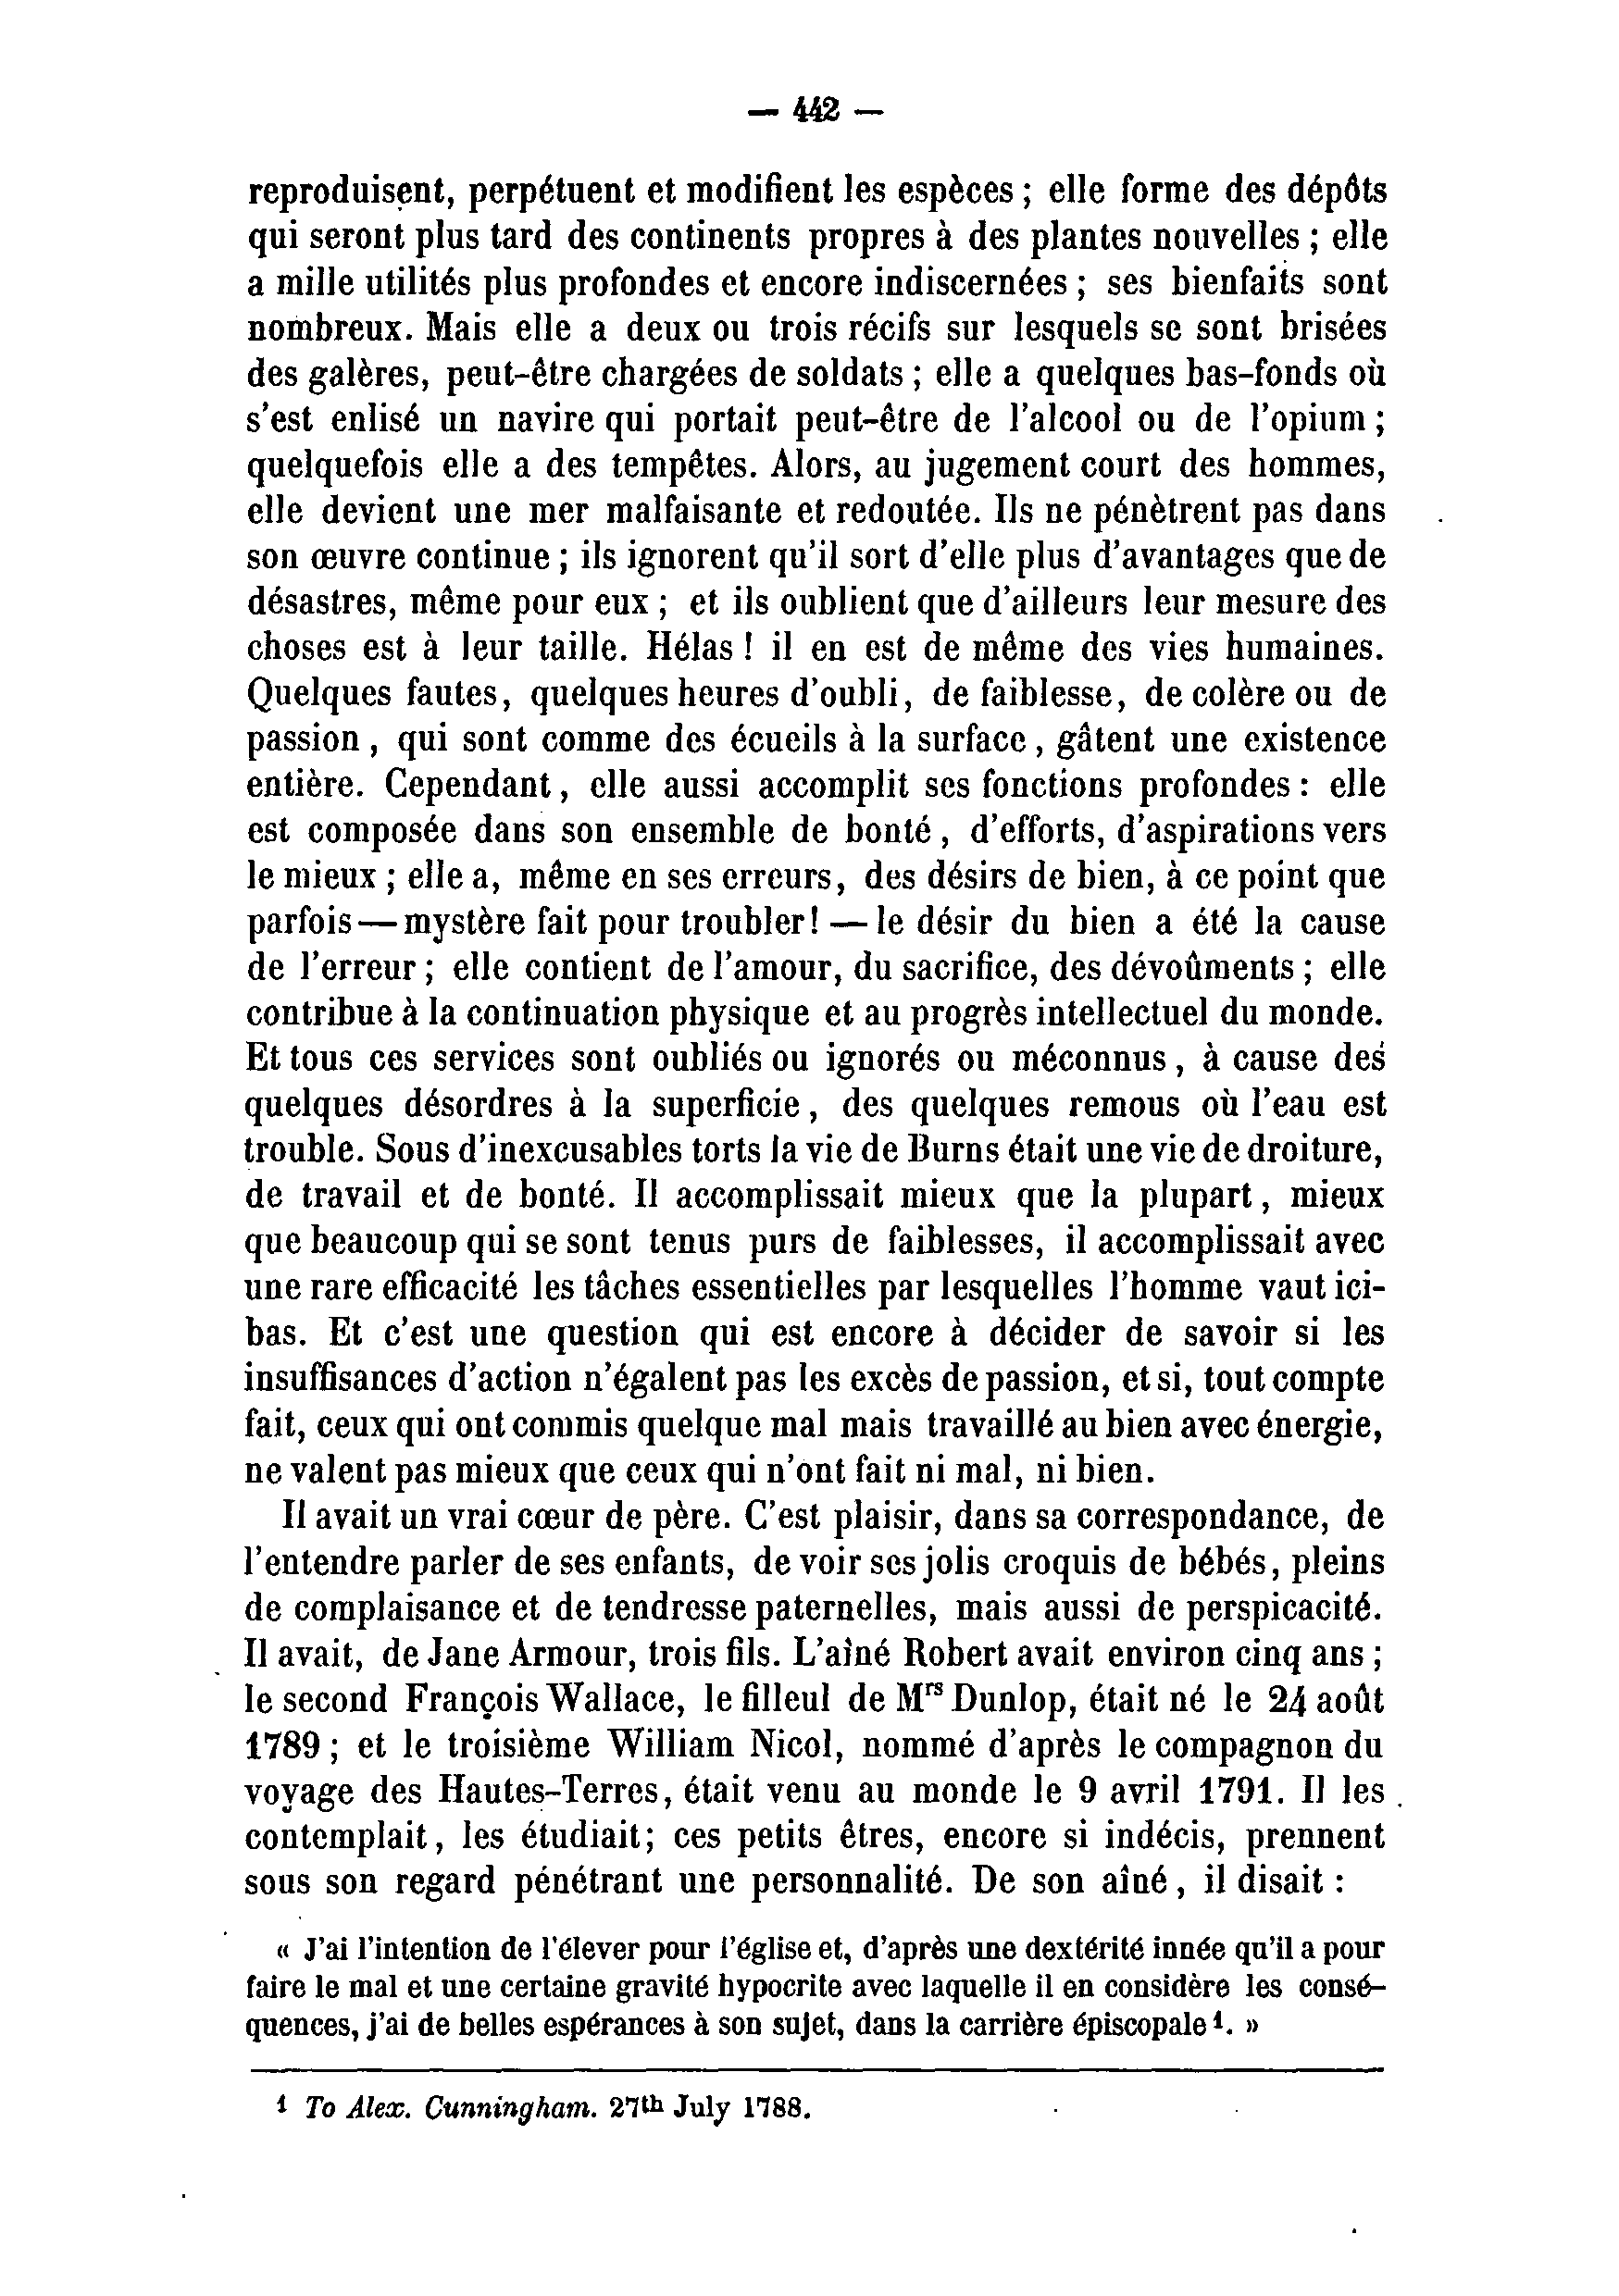 — 442 —
reproduisent, perpétuent et modifient les espèces ; elle forme des dépôts
qui seront plus tard des continents propres à des plantes nouvelles ; elle
a mille utilités plus profondes et encore indiscernées ; ses bienfaits sont
nombreux. Mais elle a deux ou trois récifs sur lesquels se sont brisées
des galères, peut-être chargées de soldats ; elle a quelques bas-fonds où
s'est enlisé un navire qui portait peut-être de l'alcool ou de l'opium ;
quelquefois elle a des tempêtes. Alors, au jugement court des hommes,
elle devient une mer malfaisante et redoutée. Ils ne pénètrent pas dans
son œuvre continue ; ils ignorent qu'il sort d'elle plus d'avantages que de
désastres, même pour eux ; et ils oublient que d'ailleurs leur mesure des
choses est à leur taille. Hélas ! il en est de même des vies humaines.
Quelques fautes, quelques heures d'oubli, de faiblesse, de colère ou de
passion , qui sont comme des écueils à la surface , gâtent une existence
entière. Cependant , elle aussi accomplit ses fonctions profondes : elle
est composée dans son ensemble de bonté , d'efforts, d'aspirations vers
le mieux ; elle a, même en ses erreurs, des désirs de bien, à ce point que
parfois — mystère fait pour troubler! — le désir du bien a été la cause
de l'erreur ; elle contient de l'amour, du sacrifice, des dévoûments ; elle
contribue à la continuation physique et au progrès intellectuel du monde.
Et tous ces services sont oubliés ou ignorés ou méconnus , à cause des
quelques désordres à la superficie , des quelques remous où l'eau est
trouble. Sous d'inexcusables torts la vie de Burns était une vie de droiture,
de travail et de bonté. Il accomplissait mieux que la plupart , mieux
que beaucoup qui se sont tenus purs de faiblesses, il accomplissait avec
une rare efficacité les tâches essentielles par lesquelles l'homme vaut ici-
bas. Et c'est une question qui est encore à décider de savoir si les
insuffisances d'action n'égalent pas les excès de passion, et si, tout compte
fait, ceux qui ont commis quelque mal mais travaillé au bien avec énergie,
ne valent pas mieux que ceux qui n'ont fait ni mal, ni bien.
Il avait un vrai cœur de père. C'est plaisir, dans sa correspondance, de
l'entendre parler de ses enfants, de voir ses jolis croquis de bébés, pleins
de complaisance et de tendresse paternelles, mais aussi de perspicacité.
Il avait, de Jane Armour, trois fils. L'aîné Robert avait environ cinq ans ;
le second François Wallace, le filleul de Mrs Dunlop, était né le 24 août
1789 ; et le troisième William Nicol, nommé d'après le compagnon du
voyage des Hautes-Terres, était venu au monde le 9 avril 1791. Il les
contemplait , les étudiait; ces petits êtres, encore si indécis, prennent
sous son regard pénétrant une personnalité. De son aîné , il disait :
« J'ai l'intention de l'élever pour l'église et, d'après une dextérité innée qu'il a pour
faire le mal et une certaine gravité hypocrite avec laquelle il en considère les consé-
quences, j'ai de belles espérances à son sujet, dans la carrière épiscopale 1. »
1 To Alex. Cunningham. 27th July 1788.